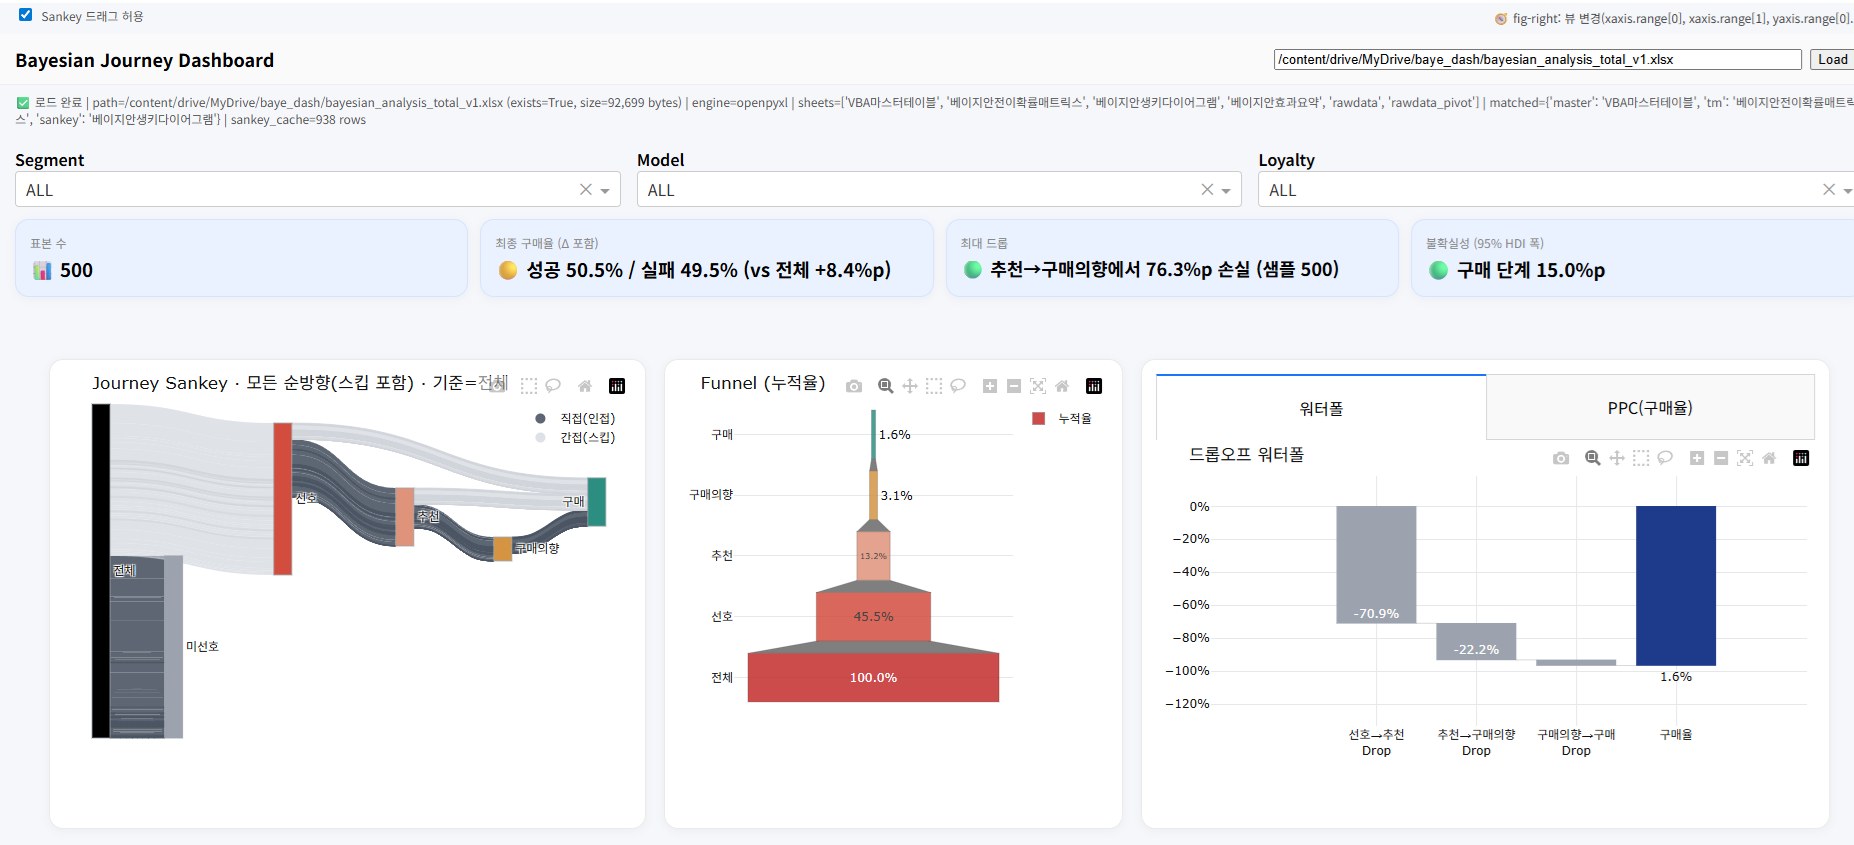 Sankey 드래그 허용
fig-right: 뷰 변경(xaxis.range[0], xaxis.range[1], yaxis.range[0].
Bayesian Journey Dashboard
/content/drive/MyDrive/baye_dash/bayesian_analysis_total_v1.xlsx
Load
로드 완료 | path=/content/drive/MyDrive/baye_dash/bayesian_analysis_total_v1.xlsx (exists=True, size=92,699 bytes) | engine=openpyxl | sheets=['VBA마스터테이블', '베이지안전이확률매트릭스', '베이지안생키다이어그램', '베이지안효과요약', 'rawdata', 'rawdata_pivot'] | matched={'master': 'VBA마스터테이블', 'tm': '베이지안전이확률매트릭
스', 'sankey': '베이지안생키다이어그램'} | sankey_cache=938 rows
Segment
Model
Loyalty
ALL
ALL
ALL
표본 수
500
최종 구매율 (Δ 포함)
성공 50.5% / 실패 49.5% (vs 전체 +8.4%p)
최대 드롭
추천→구매의향에서 76.3%p 손실 (샘플 500)
불확실성 (95% HDI 폭)
구매 단계 15.0%p
Journey Sankey · 모든 순방향(스킵 포함) · 기준=전체
직접(인접)
간접(스킵)
선호
추천
구매
구매의향
전체
미선호
Funnel (누적율)
누적율
구매
1.6%
구매의향
3.1%
추천
13.2%
선호
45.5%
전체
100.0%
워터폴
PPC(구매율)
드롭오프 워터폴
0%
−20%
−40%
−60%
−80%
−100%
−120%
-70.9%
-22.2%
1.6%
선호→추천
Drop
추천→구매의향
Drop
구매의향→구매
Drop
구매율